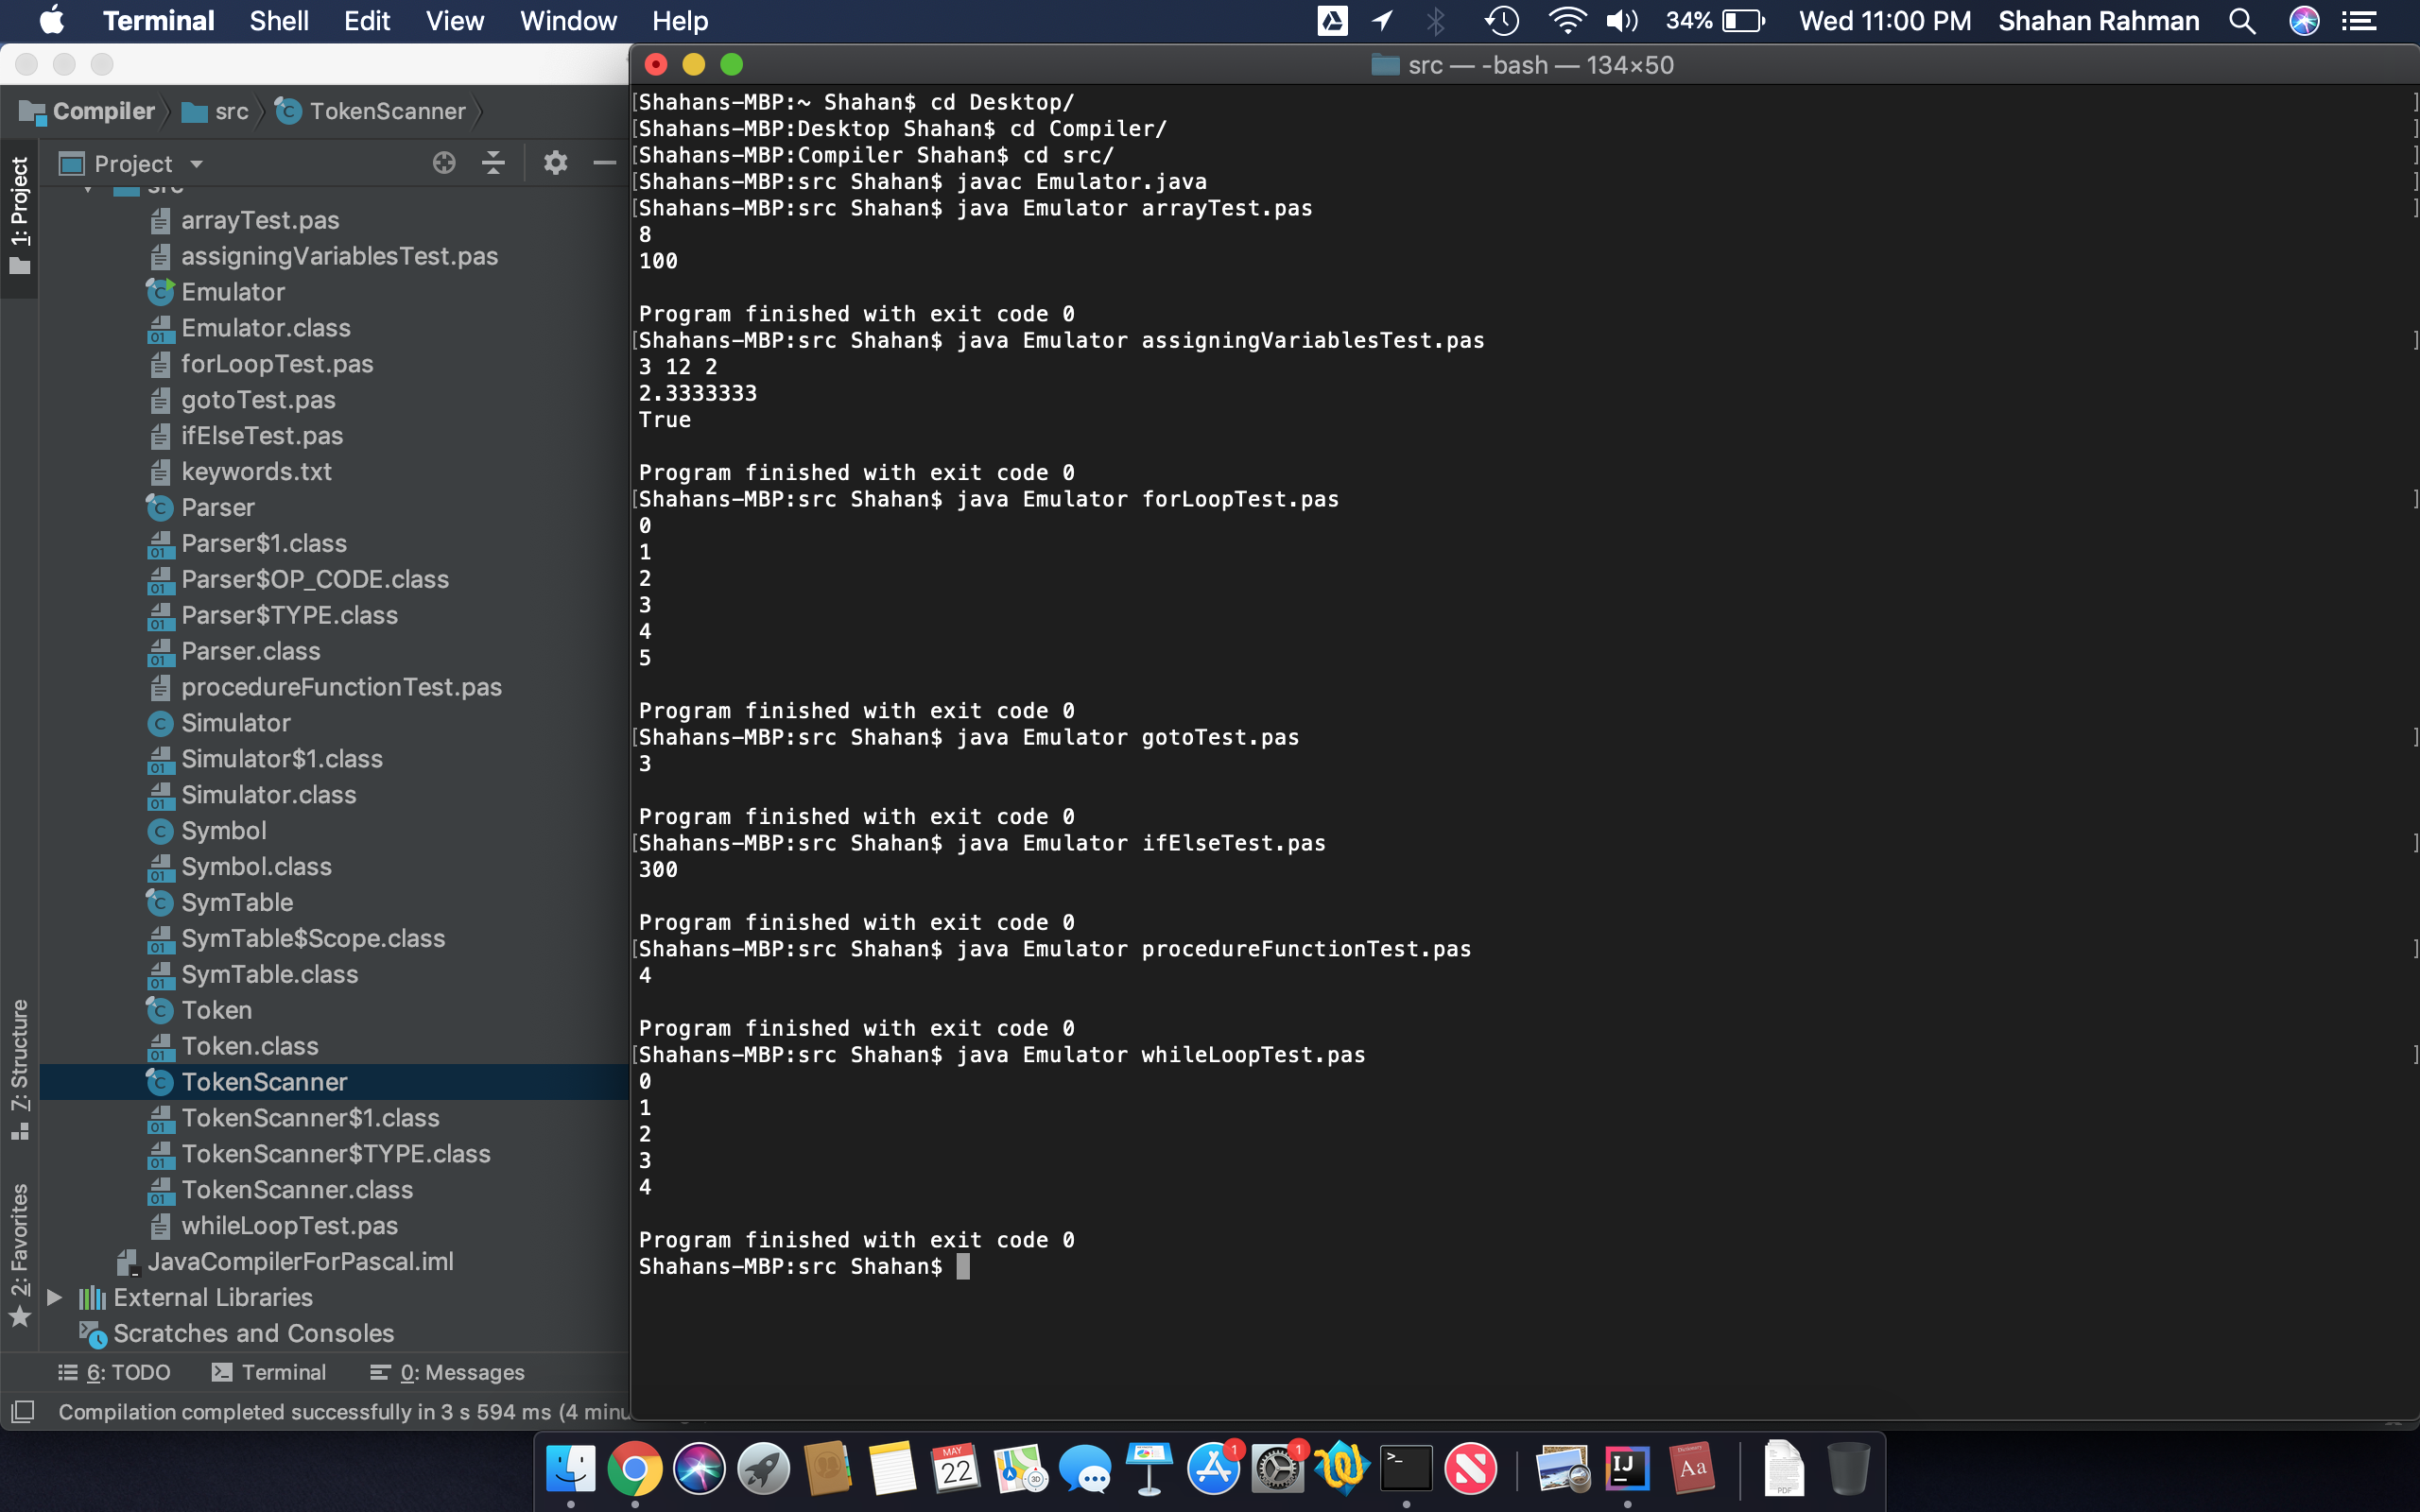 Terminal Shell Edit View Window Help 34% Wed 11:00 PM Shahan Rahman
Compiler src TokenScanner
Project
1: Project
7: Structure
2: Favorites
src
arrayTest.pas
assigningVariablesTest.pas
Emulator
Emulator.class
forLoopTest.pas
gotoTest.pas
ifElseTest.pas
keywords.txt
Parser
Parser$1.class
Parser$OP_CODE.class
Parser$TYPE.class
Parser.class
procedureFunctionTest.pas
Simulator
Simulator$1.class
Simulator.class
Symbol
Symbol.class
SymTable
SymTable$Scope.class
SymTable.class
Token
Token.class
TokenScanner
TokenScanner$1.class
TokenScanner$TYPE.class
TokenScanner.class
whileLoopTest.pas
JavaCompilerForPascal.iml
External Libraries
Scratches and Consoles
6: TODO Terminal 0: Messages
Compilation completed successfully in 3 s 594 ms (4 minu
src — -bash — 134×50
Shahans-MBP:~ Shahan$ cd Desktop/
Shahans-MBP:Desktop Shahan$ cd Compiler/
Shahans-MBP:Compiler Shahan$ cd src/
Shahans-MBP:src Shahan$ javac Emulator.java
Shahans-MBP:src Shahan$ java Emulator arrayTest.pas
8
100
Program finished with exit code 0
Shahans-MBP:src Shahan$ java Emulator assigningVariablesTest.pas
3 12 2
2.3333333
True
Program finished with exit code 0
Shahans-MBP:src Shahan$ java Emulator forLoopTest.pas
0
1
2
3
4
5
Program finished with exit code 0
Shahans-MBP:src Shahan$ java Emulator gotoTest.pas
3
Program finished with exit code 0
Shahans-MBP:src Shahan$ java Emulator ifElseTest.pas
300
Program finished with exit code 0
Shahans-MBP:src Shahan$ java Emulator procedureFunctionTest.pas
4
Program finished with exit code 0
Shahans-MBP:src Shahan$ java Emulator whileLoopTest.pas
0
1
2
3
4
Program finished with exit code 0
Shahans-MBP:src Shahan$
MAY
22
3D
1
1
>_
IJ
Dictionary
Aa
PDF